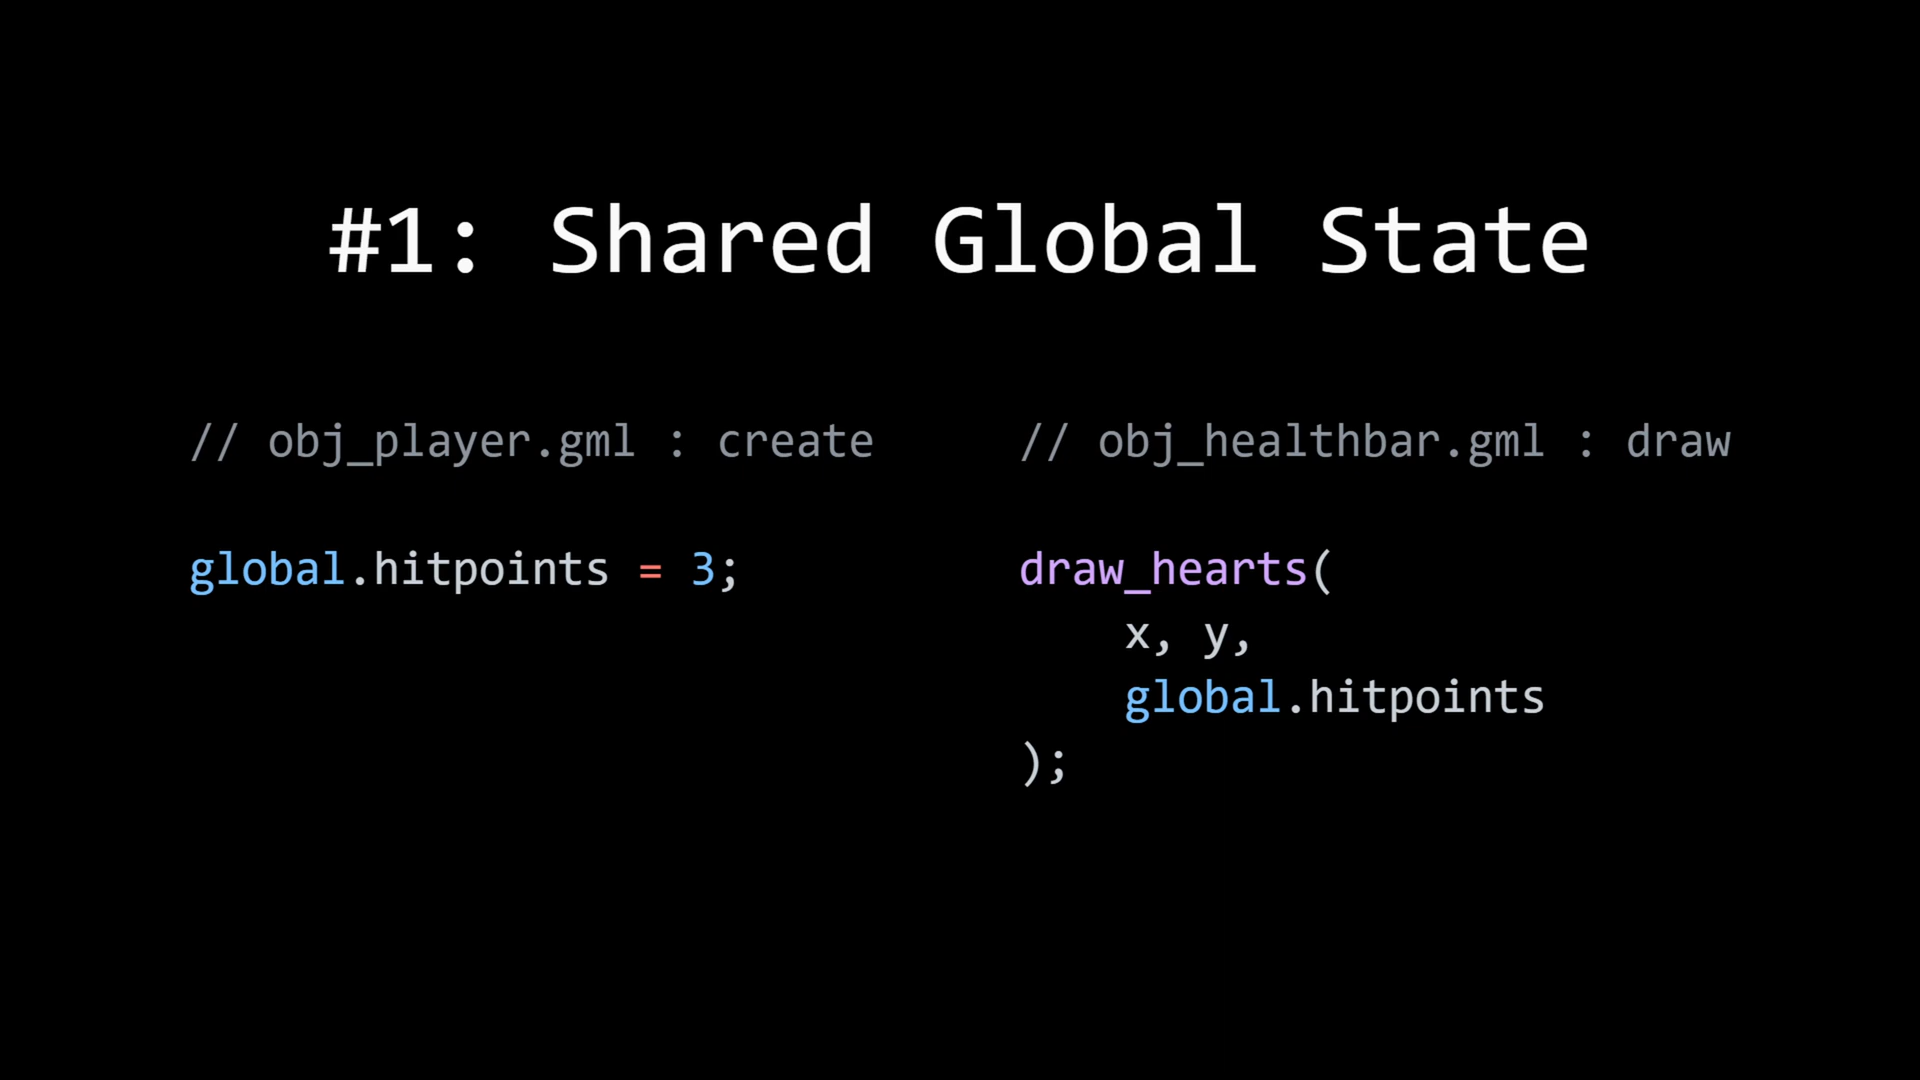 #1: Shared Global State
// obj_player.gml : create
global.hitpoints = 3;
// obj_healthbar.gml : draw
draw_hearts(
x, y,
global.hitpoints
);